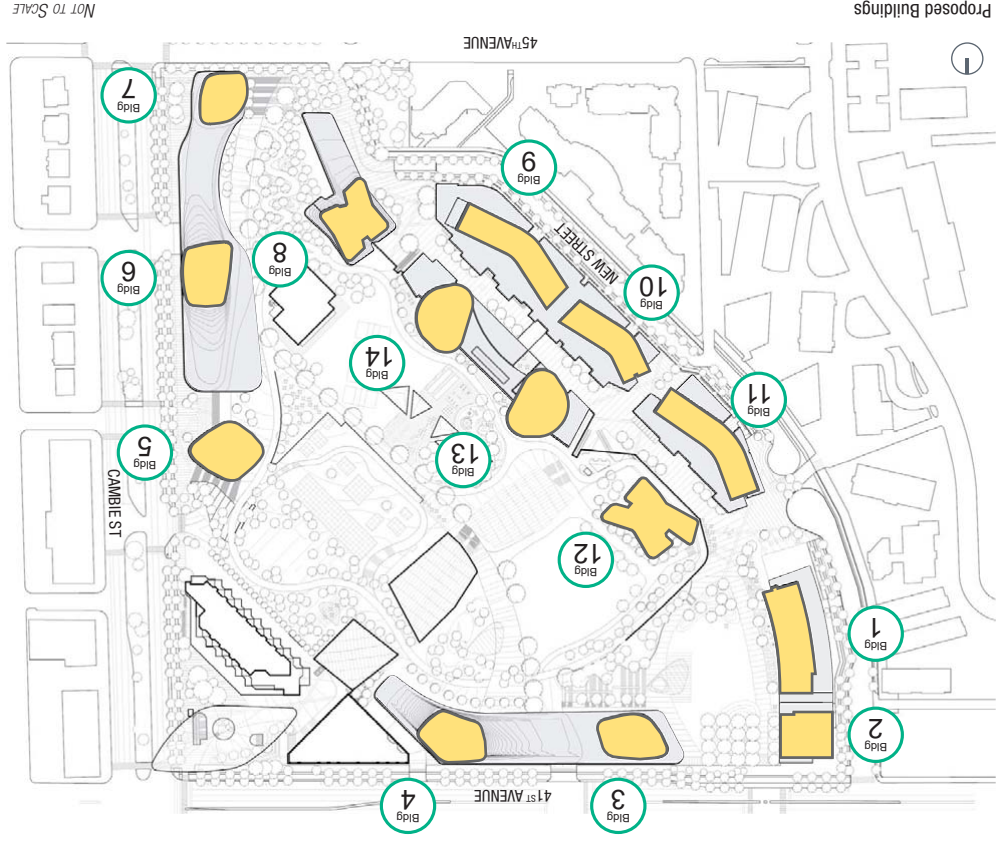 Proposed Buildings
NOT TO SCALE
45TH AVENUE
Bldg
7
Bldg
9
NEW STREET
Bldg
8
Bldg
6
Bldg
10
Bldg
14
Bldg
11
Bldg
5
Bldg
13
CAMBIE ST
Bldg
12
Bldg
1
Bldg
2
41ST AVENUE
Bldg
4
Bldg
3